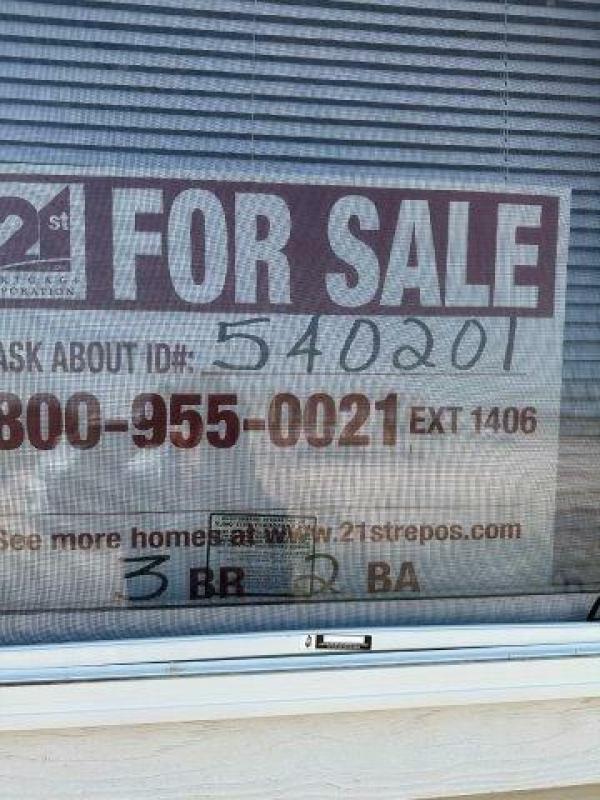 21st
FOR SALE
ASK ABOUT ID#: 540201
800-955-0021 EXT 1406
See more homes at www.21strepos.com
3 BR 2 BA